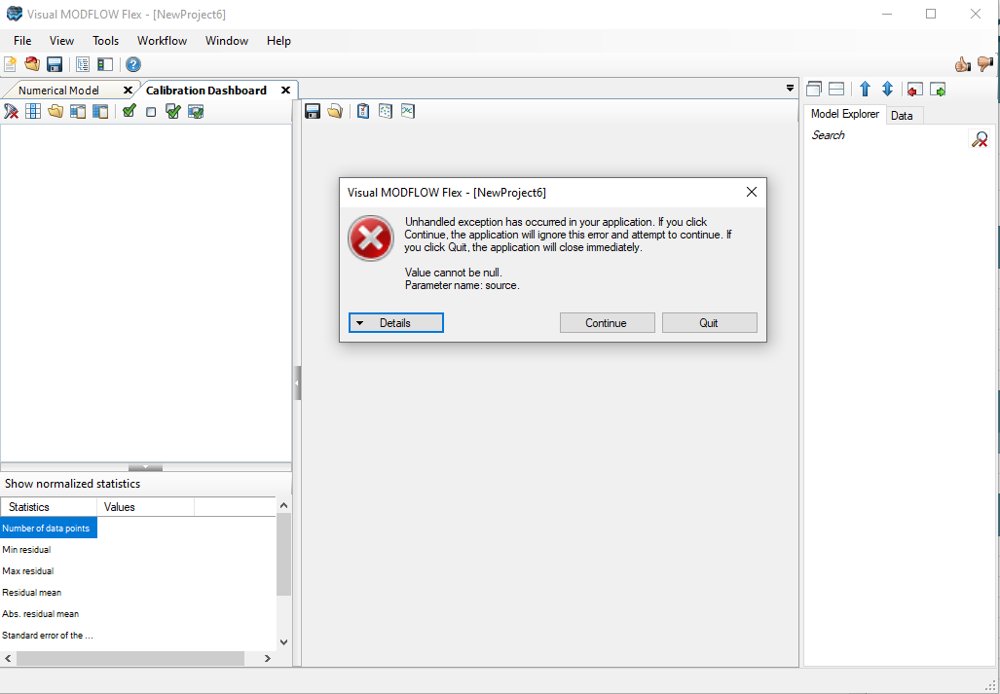 Visual MODFLOW Flex - [NewProject6]
File View Tools Workflow Window Help
Numerical Model
Calibration Dashboard
Model Explorer
Data
Search
Visual MODFLOW Flex - [NewProject6]
Unhandled exception has occurred in your application. If you click
Continue, the application will ignore this error and attempt to continue. If
you click Quit, the application will close immediately.
Value cannot be null.
Parameter name: source.
Details
Continue
Quit
Show normalized statistics
Statistics Values
Number of data points
Min residual
Max residual
Residual mean
Abs. residual mean
Standard error of the ...